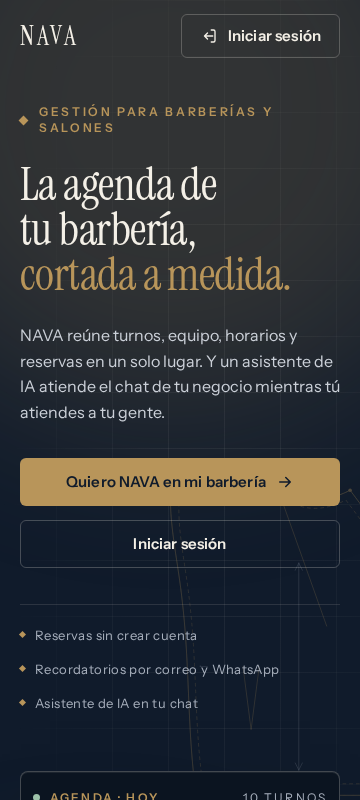 NAVA
Iniciar sesión
GESTIÓN PARA BARBERÍAS Y
SALONES
La agenda de
tu barbería,
cortada a medida.
NAVA reúne turnos, equipo, horarios y
reservas en un solo lugar. Y un asistente de
IA atiende el chat de tu negocio mientras tú
atiendes a tu gente.
Quiero NAVA en mi barbería →
Iniciar sesión
Reservas sin crear cuenta
Recordatorios por correo y WhatsApp
Asistente de IA en tu chat
AGENDA · HOY 10 TURNOS